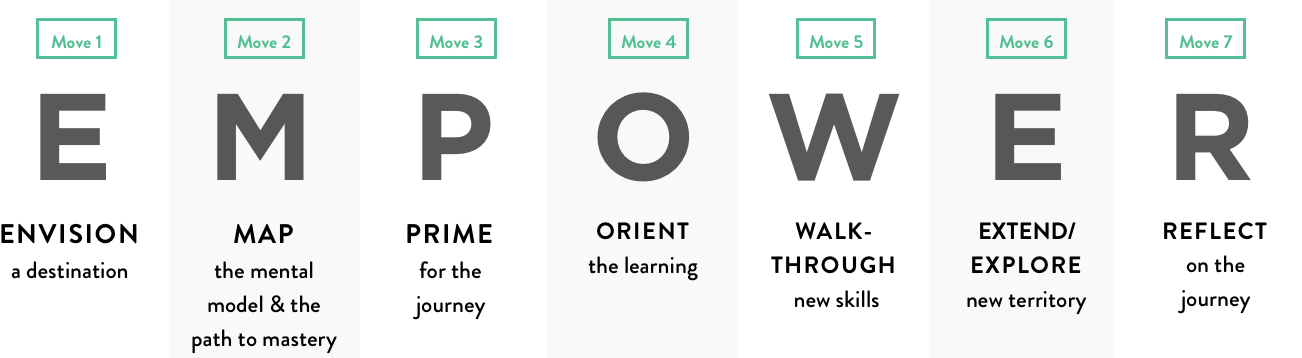 Move 1
E
ENVISION
a destination
Move 2
M
MAP
the mental
model & the
path to mastery
Move 3
P
PRIME
for the
journey
Move 4
O
ORIENT
the learning
Move 5
W
WALK-
THROUGH
new skills
Move 6
E
EXTEND/
EXPLORE
new territory
Move 7
R
REFLECT
on the
journey